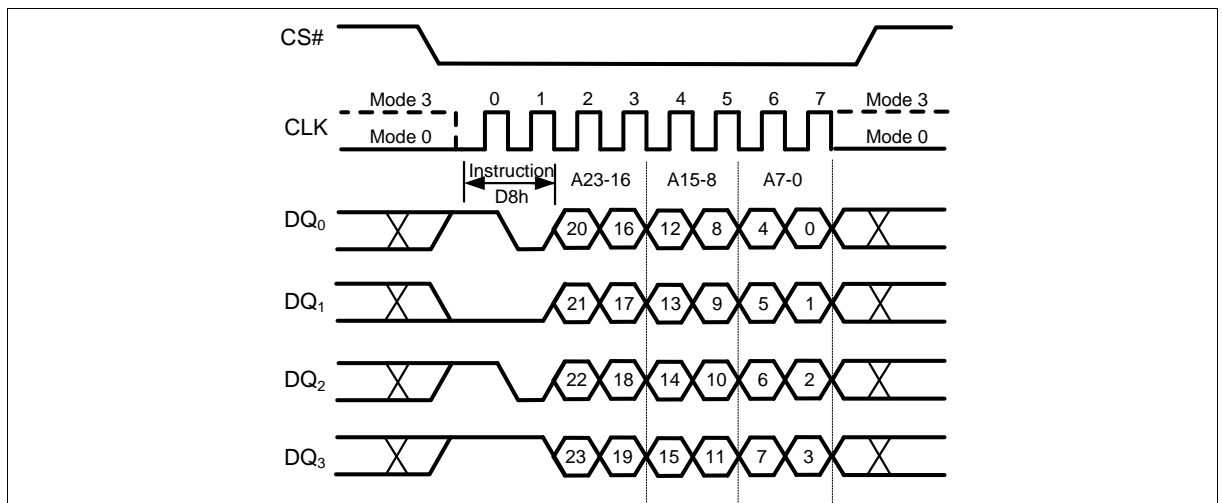 CS#
Mode 3 0 1 2 3 4 5 6 7 Mode 3
CLK
Mode 0 Mode 0
Instruction A23-16 A15-8 A7-0
D8h
DQ0 20 16 12 8 4 0
DQ1 21 17 13 9 5 1
DQ2 22 18 14 10 6 2
DQ3 23 19 15 11 7 3